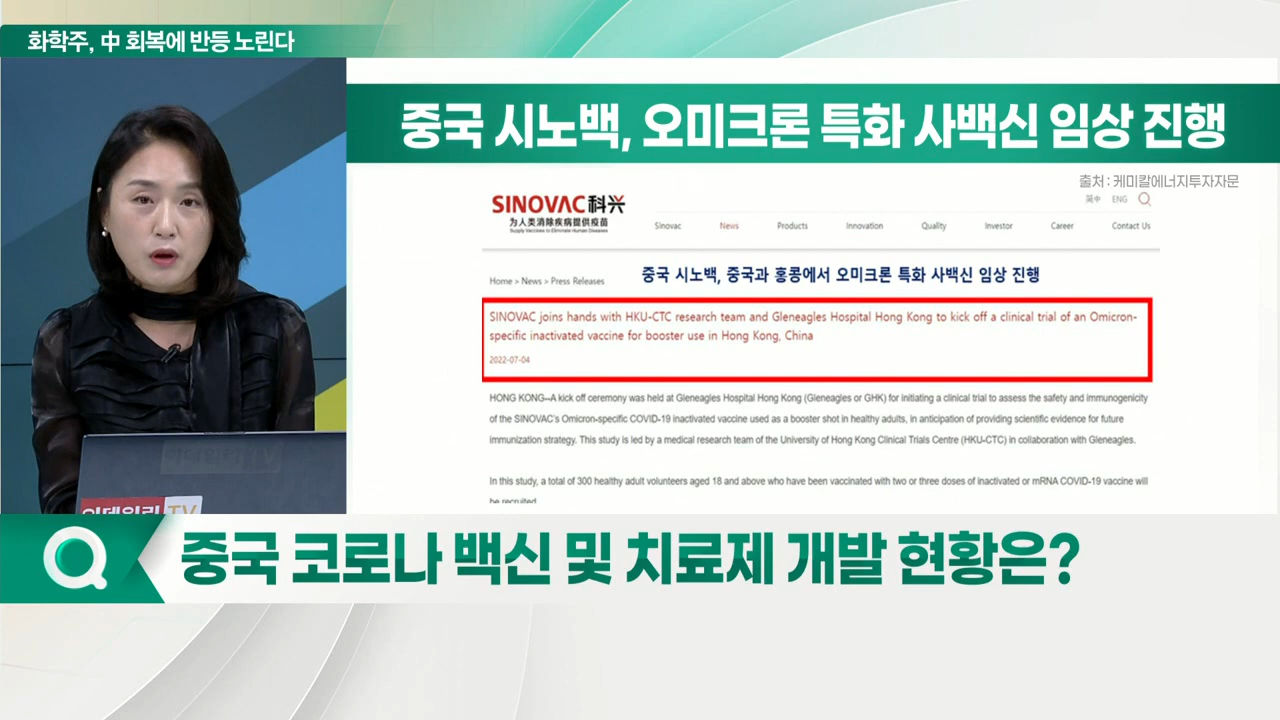 화학주, 中 회복에 반등 노린다
중국 시노백, 오미크론 특화 사백신 임상 진행
출처 : 케미칼에너지투자자문
SINOVAC科兴
为人类消除疾病提供疫苗
Supply Vaccines to Eliminate Human Diseases
简中 ENG
Sinovac News Products Innovation Quality Investor Career Contact Us
Home > News > Press Releases
중국 시노백, 중국과 홍콩에서 오미크론 특화 사백신 임상 진행
SINOVAC joins hands with HKU-CTC research team and Gleneagles Hospital Hong Kong to kick off a clinical trial of an Omicron-
specific inactivated vaccine for booster use in Hong Kong, China
2022-07-04
HONG KONG--A kick off ceremony was held at Gleneagles Hospital Hong Kong (Gleneagles or GHK) for initiating a clinical trial to assess the safety and immunogenicity
of the SINOVAC's Omicron-specific COVID-19 inactivated vaccine used as a booster shot in healthy adults, in anticipation of providing scientific evidence for future
immunization strategy. This study is led by a medical research team of the University of Hong Kong Clinical Trials Centre (HKU-CTC) in collaboration with Gleneagles.
In this study, a total of 300 healthy adult volunteers aged 18 and above who have been vaccinated with two or three doses of inactivated or mRNA COVID-19 vaccine will
be recruited
이데일리 TV
중국 코로나 백신 및 치료제 개발 현황은?